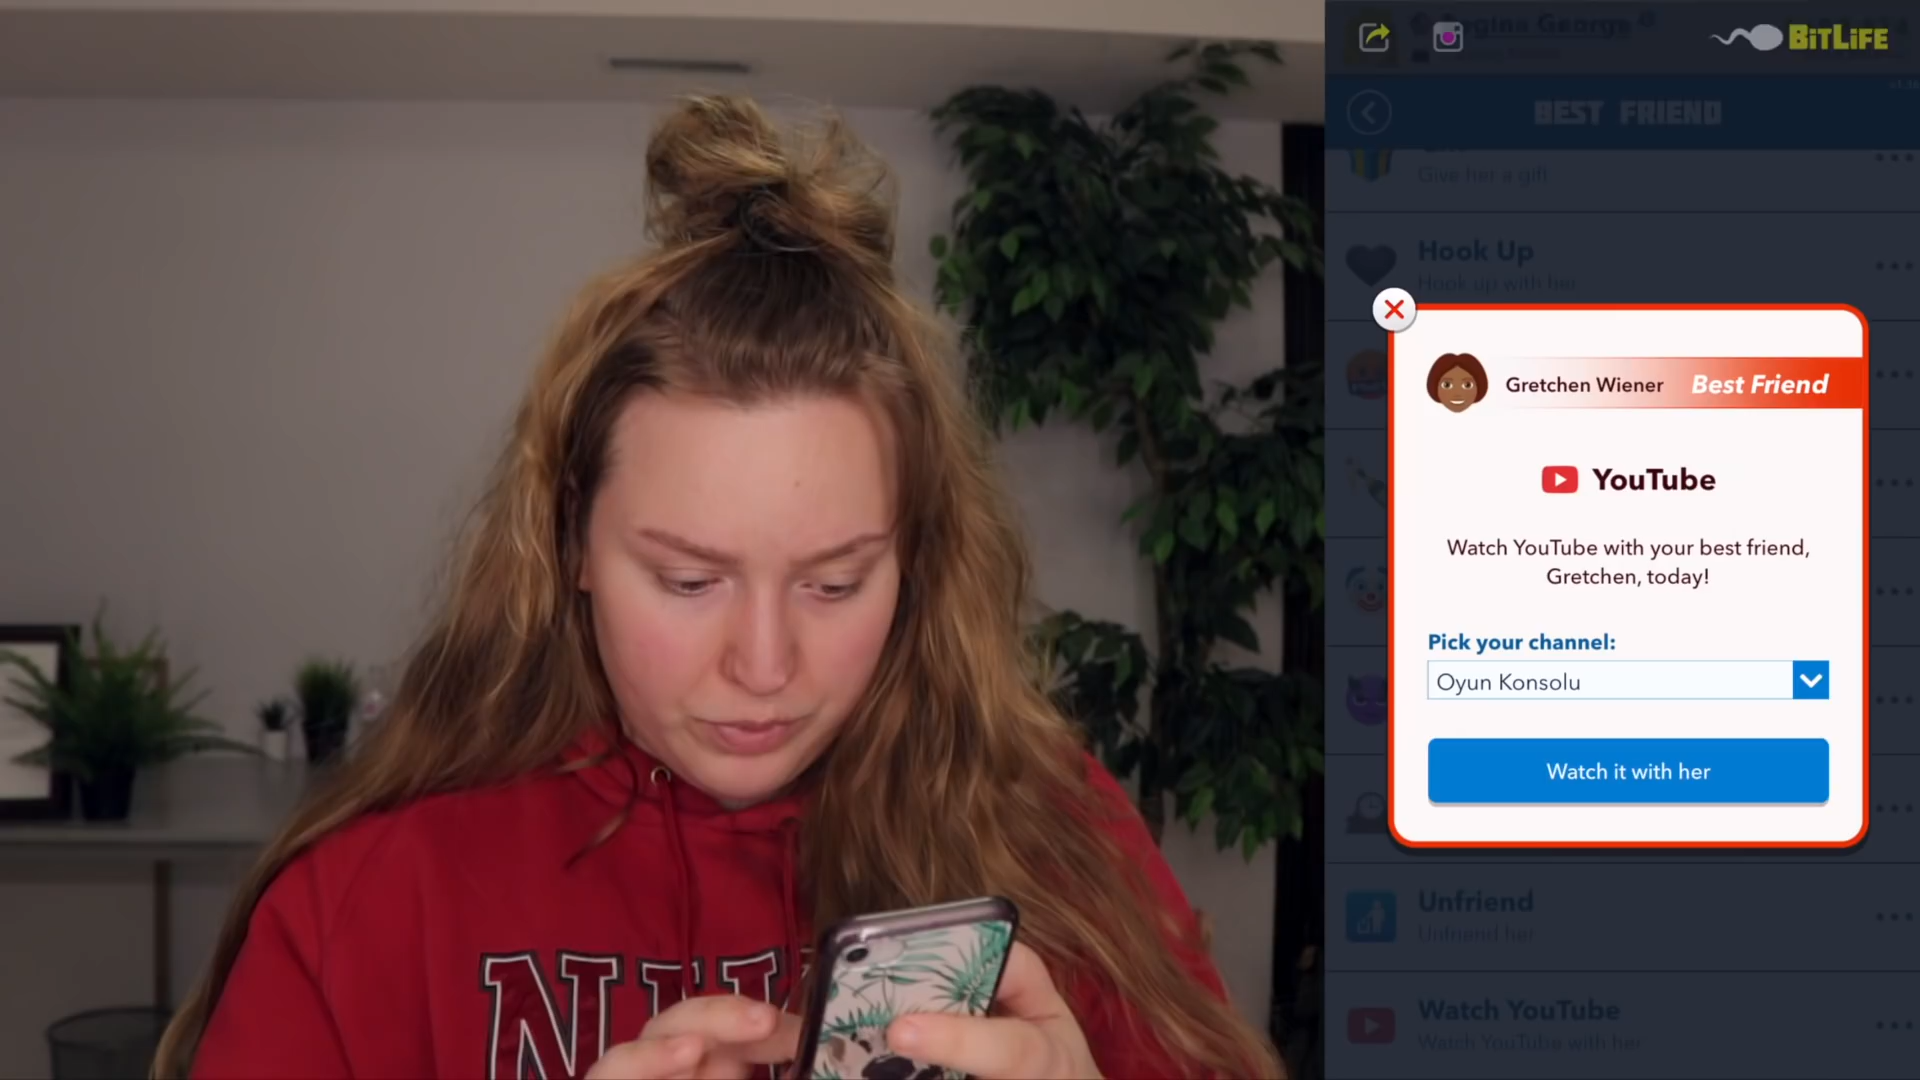 Regina George
BitLife
BEST FRIEND
Give her a gift
Hook Up
Hook up with her
Gretchen Wiener
Best Friend
YouTube
Watch YouTube with your best friend,
Gretchen, today!
Pick your channel:
Oyun Konsolu
Watch it with her
Unfriend
Unfriend her
Watch YouTube
Watch YouTube with her